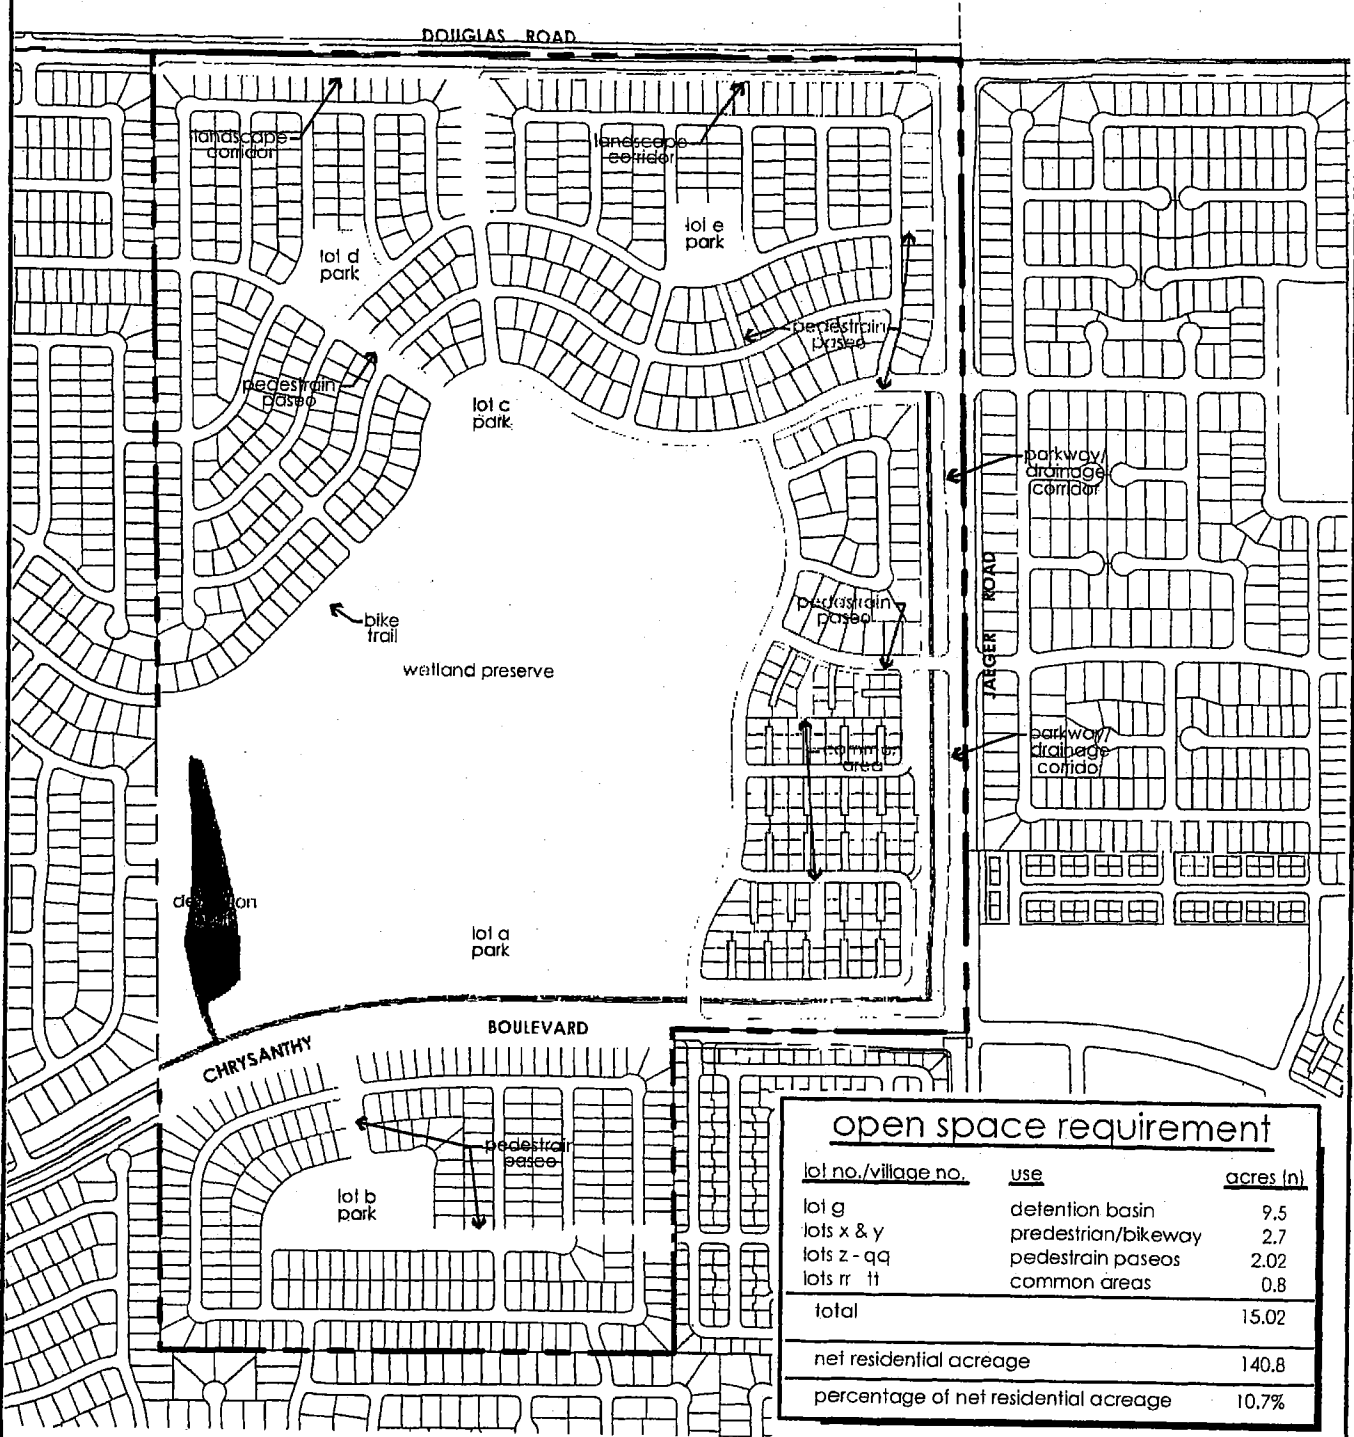 DOUGLAS ROAD
landscape
corridor
landscape
corridor
lot d
park
lot e
park
pedestrain
paseo
pedestrain
paseo
lot c
park
parkway/
drainage
corridor
JAEGER ROAD
bike
trail
pedestrain
paseo
wetland preserve
parkway/
drainage
corridor
common
area
lot a
park
CHRYSANTHY BOULEVARD
pedestrain
paseo
lot b
park
open space requirement
lot no./village no. use acres (n)
lot g detention basin 9.5
lots x & y predestrian/bikeway 2.7
lots z - qq pedestrain paseos 2.02
lots rr tt common areas 0.8
total 15.02
net residential acreage 140.8
percentage of net residential acreage 10.7%